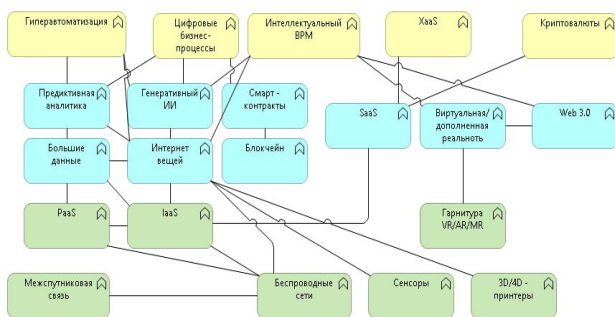 Гиперавтоматизация
Цифровые
бизнес-
процессы
Интеллектуальный
BPM
XaaS
Криптовалюты
Предиктивная
аналитика
Генеративный
ИИ
Смарт -
контракты
SaaS
Виртуальная/
дополненная
реальноть
Web 3.0
Большие
данные
Интернет
вещей
Блокчейн
PaaS
IaaS
Гарнитура
VR/AR/MR
Межспутниковая
связь
Беспроводные
сети
Сенсоры
3D/4D -
принтеры